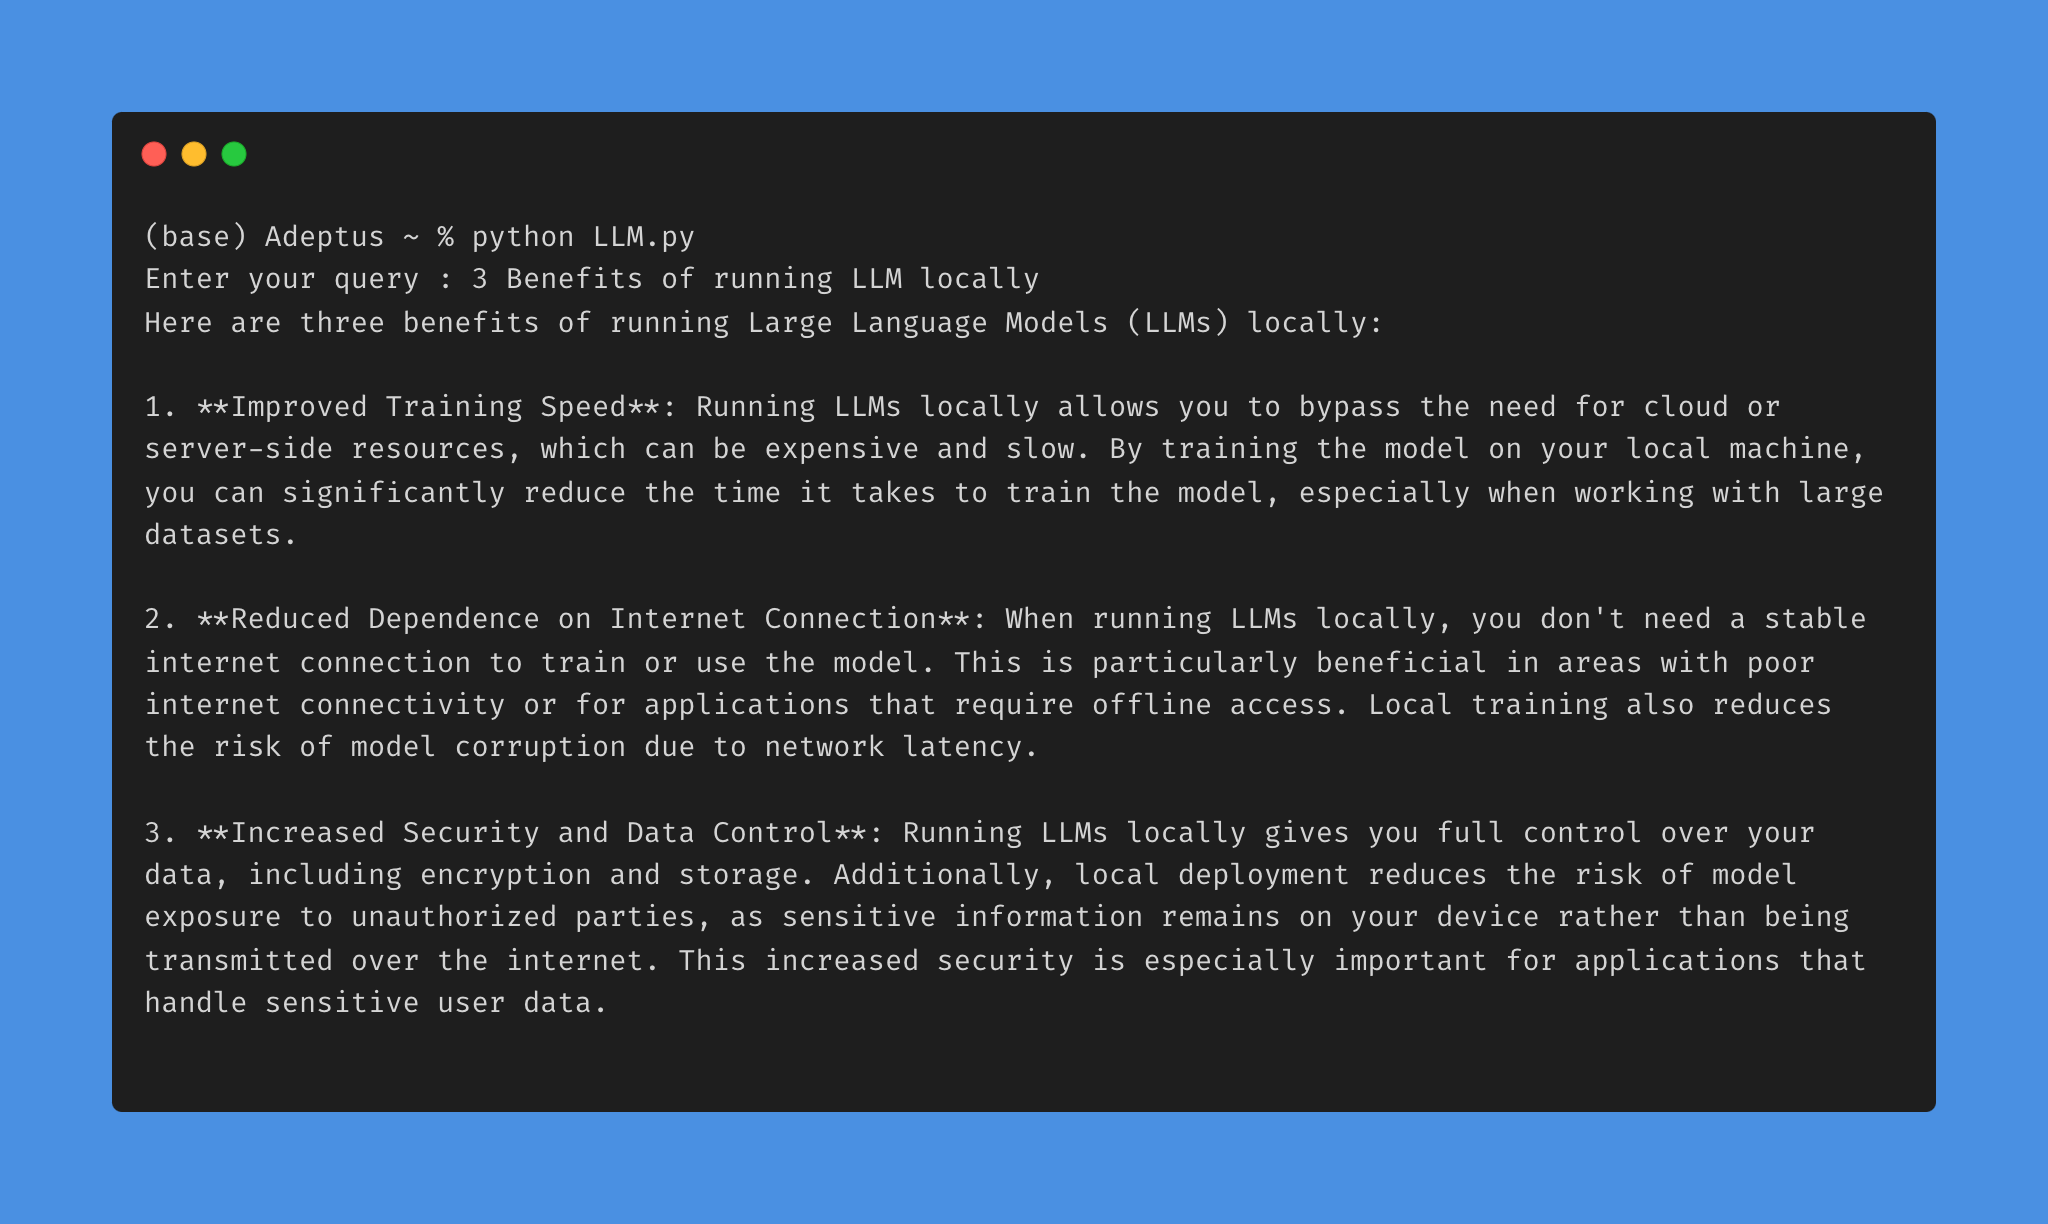 (base) Adeptus ~ % python LLM.py
Enter your query : 3 Benefits of running LLM locally
Here are three benefits of running Large Language Models (LLMs) locally:
1. **Improved Training Speed**: Running LLMs locally allows you to bypass the need for cloud or
server-side resources, which can be expensive and slow. By training the model on your local machine,
you can significantly reduce the time it takes to train the model, especially when working with large
datasets.
2. **Reduced Dependence on Internet Connection**: When running LLMs locally, you don't need a stable
internet connection to train or use the model. This is particularly beneficial in areas with poor
internet connectivity or for applications that require offline access. Local training also reduces
the risk of model corruption due to network latency.
3. **Increased Security and Data Control**: Running LLMs locally gives you full control over your
data, including encryption and storage. Additionally, local deployment reduces the risk of model
exposure to unauthorized parties, as sensitive information remains on your device rather than being
transmitted over the internet. This increased security is especially important for applications that
handle sensitive user data.